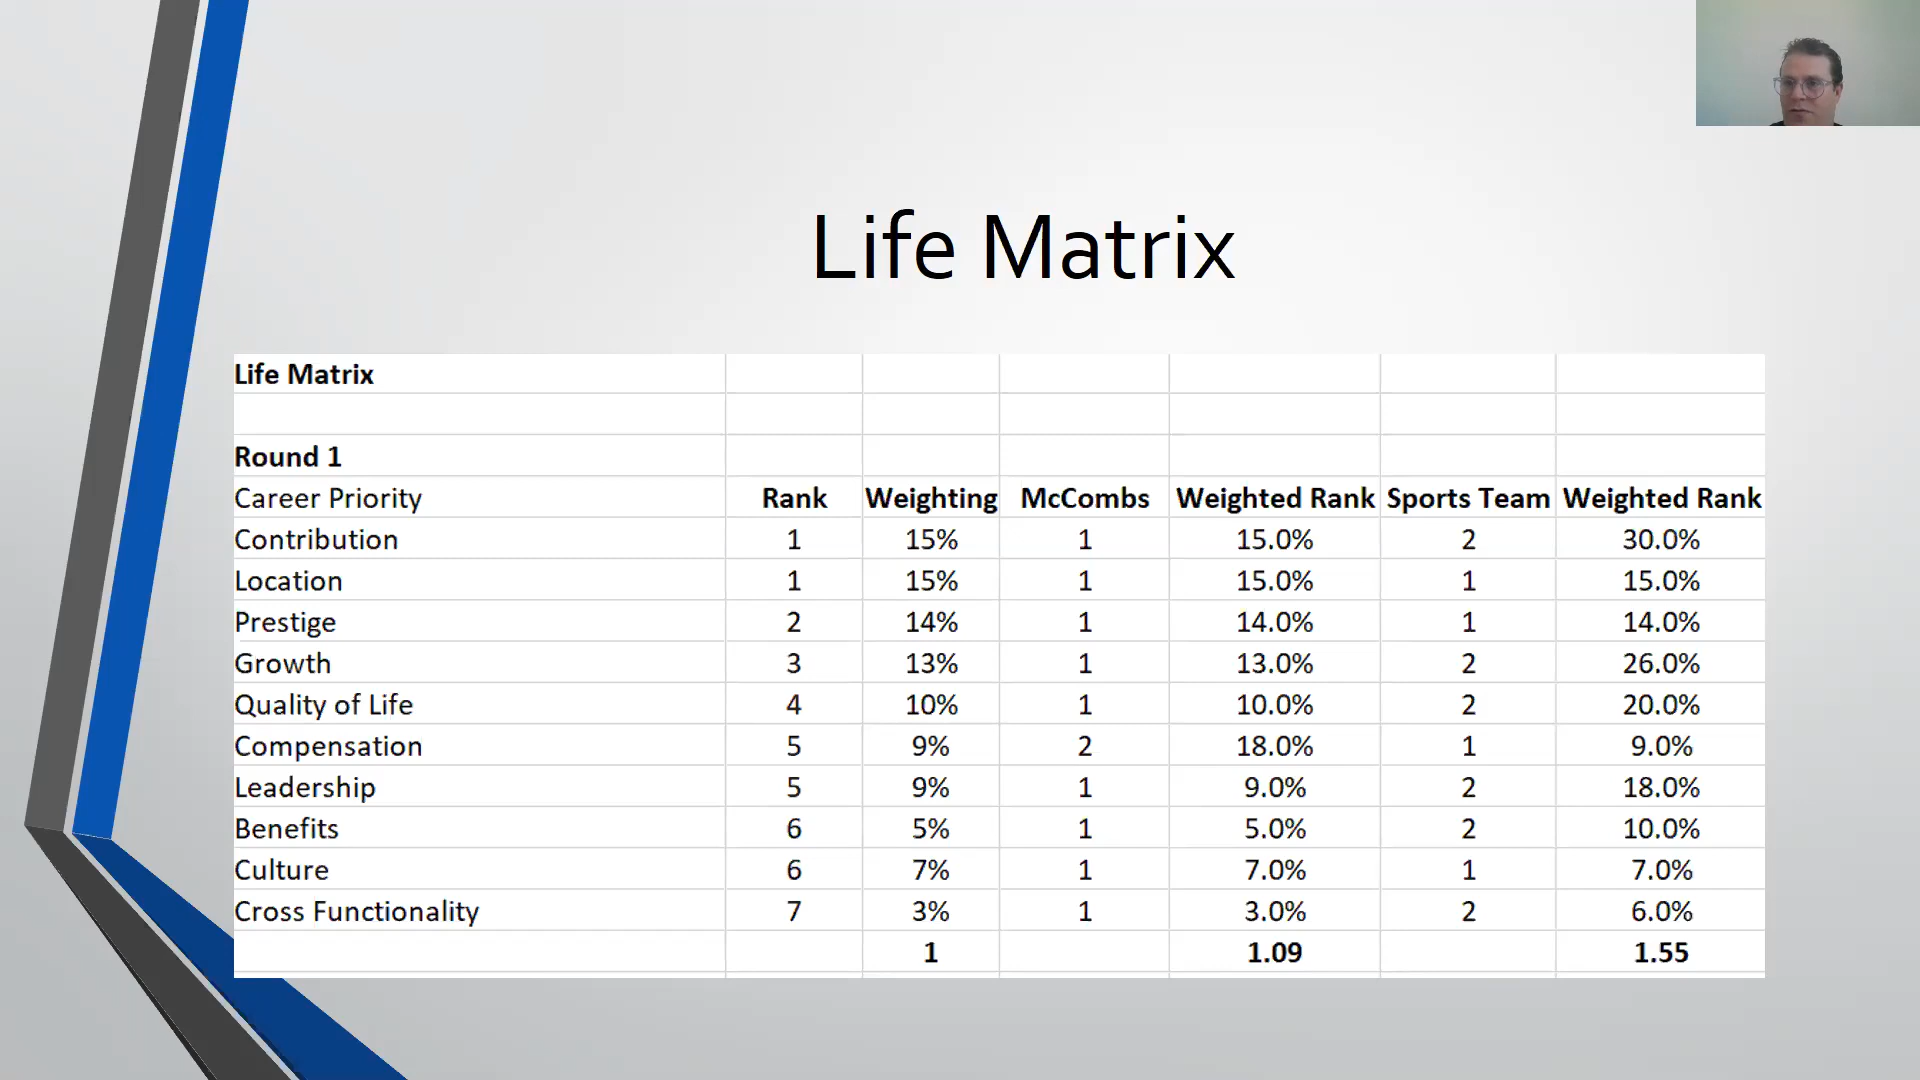 Life Matrix
Life Matrix
Round 1
Career Priority Rank Weighting McCombs Weighted Rank Sports Team Weighted Rank
Contribution 1 15% 1 15.0% 2 30.0%
Location 1 15% 1 15.0% 1 15.0%
Prestige 2 14% 1 14.0% 1 14.0%
Growth 3 13% 1 13.0% 2 26.0%
Quality of Life 4 10% 1 10.0% 2 20.0%
Compensation 5 9% 2 18.0% 1 9.0%
Leadership 5 9% 1 9.0% 2 18.0%
Benefits 6 5% 1 5.0% 2 10.0%
Culture 6 7% 1 7.0% 1 7.0%
Cross Functionality 7 3% 1 3.0% 2 6.0%
1 1.09 1.55